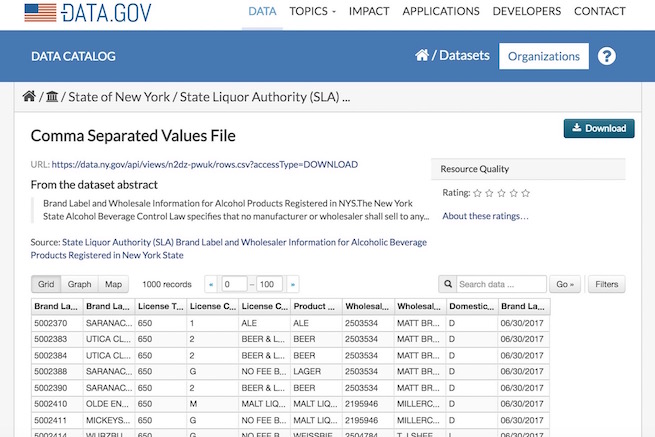 DATA.GOV DATA TOPICS IMPACT APPLICATIONS DEVELOPERS CONTACT
DATA CATALOG / Datasets Organizations ?
/ / State of New York / State Liquor Authority (SLA) ...
Comma Separated Values File Download
URL: https://data.ny.gov/api/views/n2dz-pwuk/rows.csv?accessType=DOWNLOAD
Resource Quality
From the dataset abstract
Rating:
Brand Label and Wholesale Information for Alcohol Products Registered in NYS.The New York
State Alcohol Beverage Control Law specifies that no manufacturer or wholesaler shall sell to any...
About these ratings…
Source: State Liquor Authority (SLA) Brand Label and Wholesaler Information for Alcoholic Beverage
Products Registered in New York State
Grid Graph Map 1000 records « 0 – 100 » Search data ... Go » Filters
Brand La... Brand La... License T... License C... License C... Product ... Wholesal... Wholesal... Domestic... Brand La...
5002370 SARANAC... 650 1 ALE ALE 2503534 MATT BR... D 06/30/2017
5002383 UTICA CL... 650 2 BEER & L... BEER 2503534 MATT BR... D 06/30/2017
5002384 UTICA CL... 650 2 BEER & L... BEER 2503534 MATT BR... D 06/30/2017
5002388 SARANAC... 650 G NO FEE B... LAGER 2503534 MATT BR... D 06/30/2017
5002390 SARANAC... 650 2 BEER & L... BEER 2503534 MATT BR... D 06/30/2017
5002410 OLDE EN... 650 M MALT LIQ... MALT LIQ... 2195946 MILLERC... D 06/30/2017
5002411 MICKEYS... 650 G NO FEE B... MALT LIQ... 2195946 MILLERC... D 06/30/2017
5002414 WURZBU... 650 G NO FEE B... WEISSBIE... 2504784 T J SHEE... I 06/30/2017